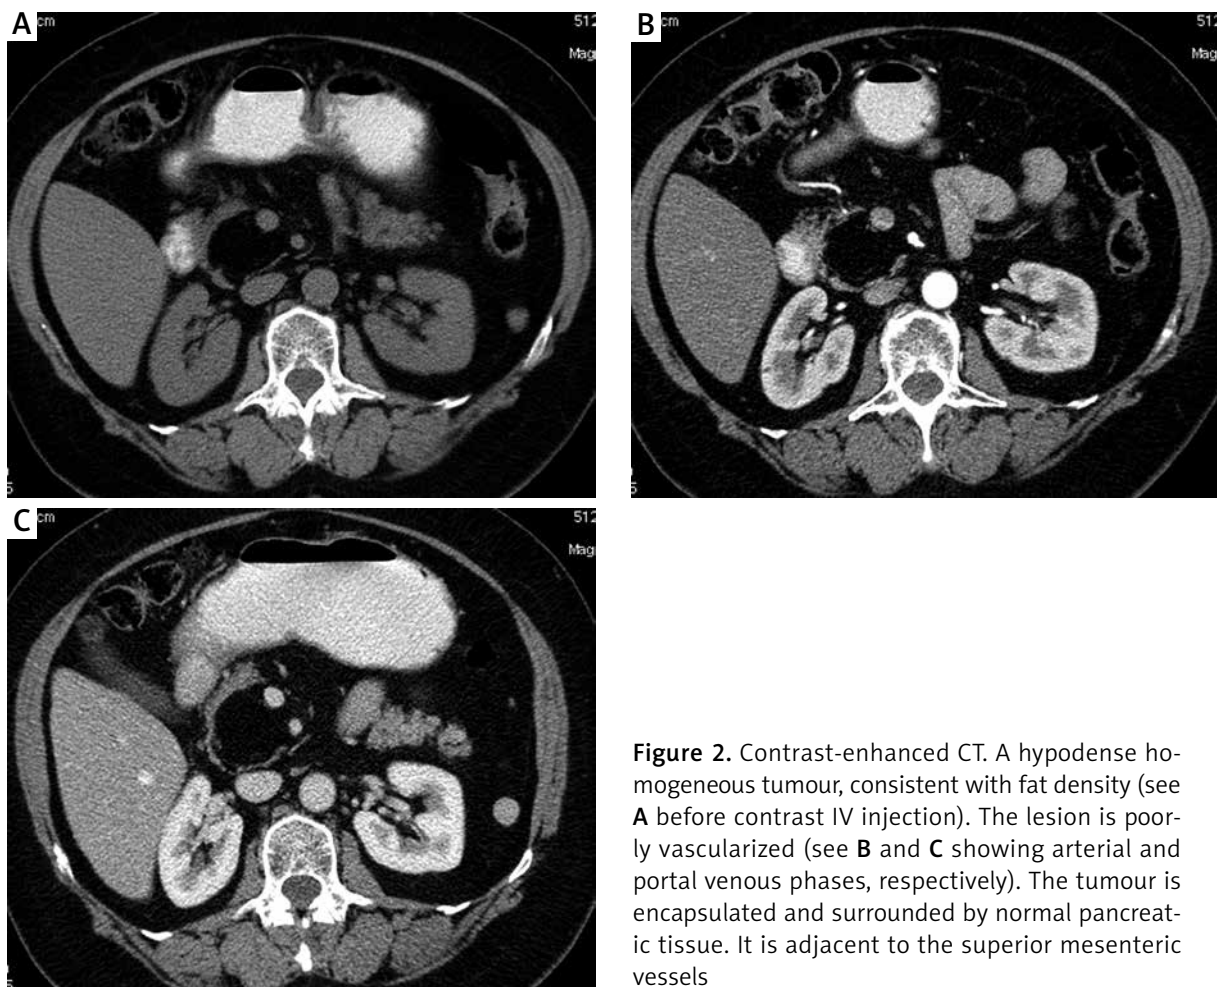 A
cm
512
Mag
B
cm
512
Mag
C
cm
512
Mag
Figure 2. Contrast-enhanced CT. A hypodense ho-
mogeneous tumour, consistent with fat density (see
A before contrast IV injection). The lesion is poor-
ly vascularized (see B and C showing arterial and
portal venous phases, respectively). The tumour is
encapsulated and surrounded by normal pancreat-
ic tissue. It is adjacent to the superior mesenteric
vessels